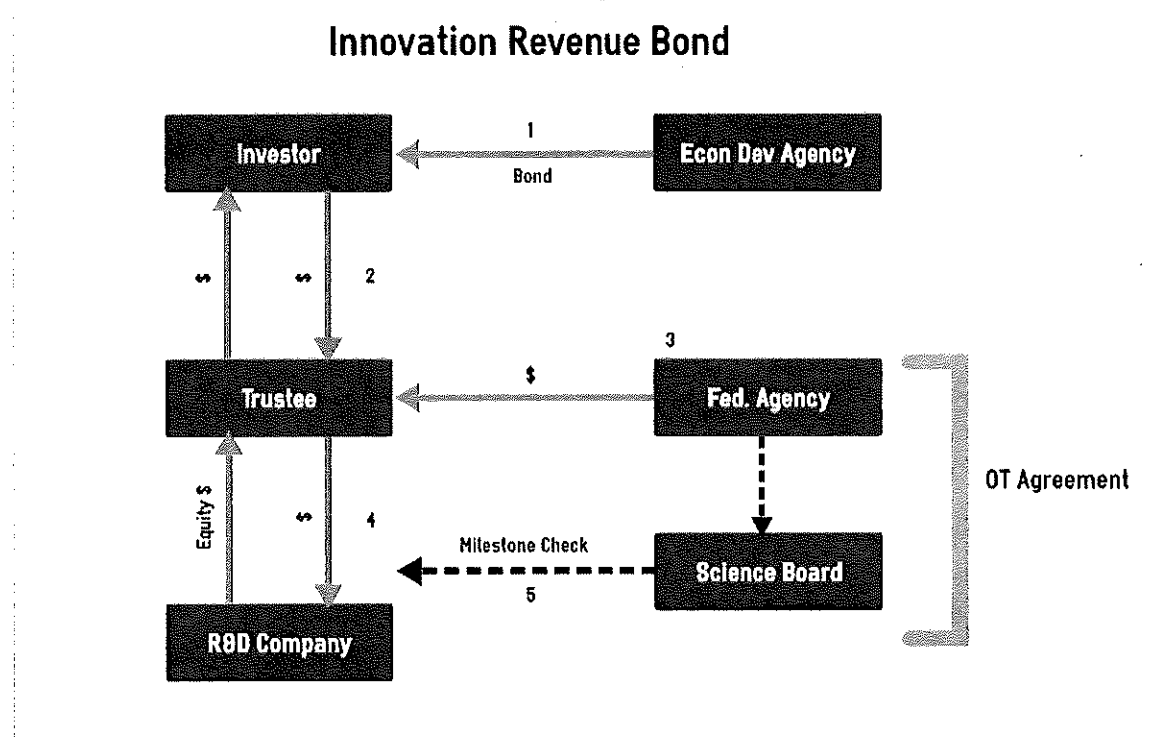 Innovation Revenue Bond
Investor
1
Bond
Econ Dev Agency
$
$
2
3
Trustee
$
Fed. Agency
OT Agreement
Equity $
$
4
Milestone Check
5
Science Board
R&D Company